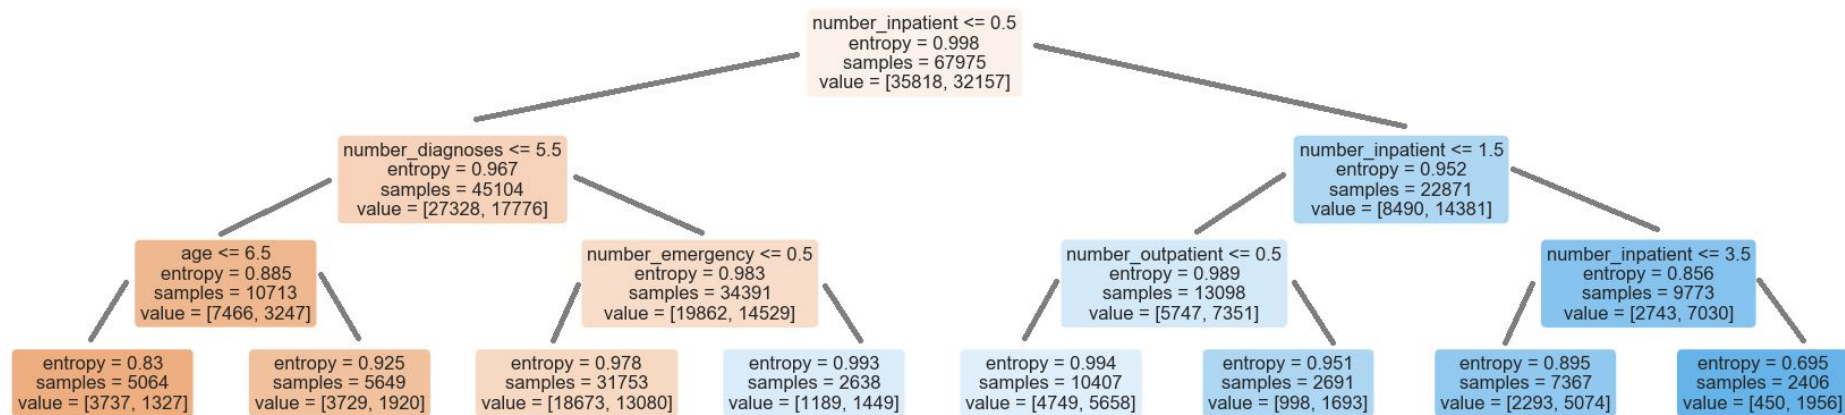 number_inpatient <= 0.5
entropy = 0.998
samples = 67975
value = [35818, 32157]
number_diagnoses <= 5.5
entropy = 0.967
samples = 45104
value = [27328, 17776]
number_inpatient <= 1.5
entropy = 0.952
samples = 22871
value = [8490, 14381]
age <= 6.5
entropy = 0.885
samples = 10713
value = [7466, 3247]
number_emergency <= 0.5
entropy = 0.983
samples = 34391
value = [19862, 14529]
number_outpatient <= 0.5
entropy = 0.989
samples = 13098
value = [5747, 7351]
number_inpatient <= 3.5
entropy = 0.856
samples = 9773
value = [2743, 7030]
entropy = 0.83
samples = 5064
value = [3737, 1327]
entropy = 0.925
samples = 5649
value = [3729, 1920]
entropy = 0.978
samples = 31753
value = [18673, 13080]
entropy = 0.993
samples = 2638
value = [1189, 1449]
entropy = 0.994
samples = 10407
value = [4749, 5658]
entropy = 0.951
samples = 2691
value = [998, 1693]
entropy = 0.895
samples = 7367
value = [2293, 5074]
entropy = 0.695
samples = 2406
value = [450, 1956]